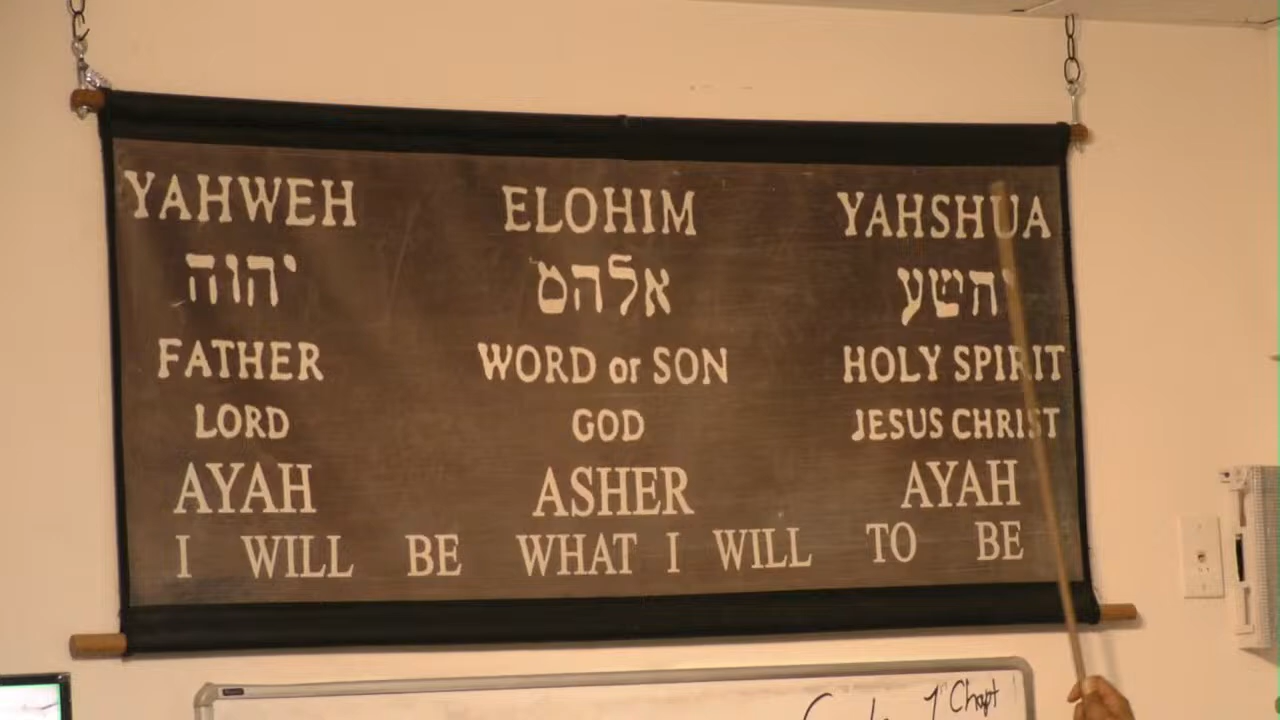 YAHWEH ELOHIM YAHSHUA
יהוה אלהם יהשע
FATHER WORD or SON HOLY SPIRIT
LORD GOD JESUS CHRIST
AYAH ASHER AYAH
I WILL BE WHAT I WILL TO BE
Chapt